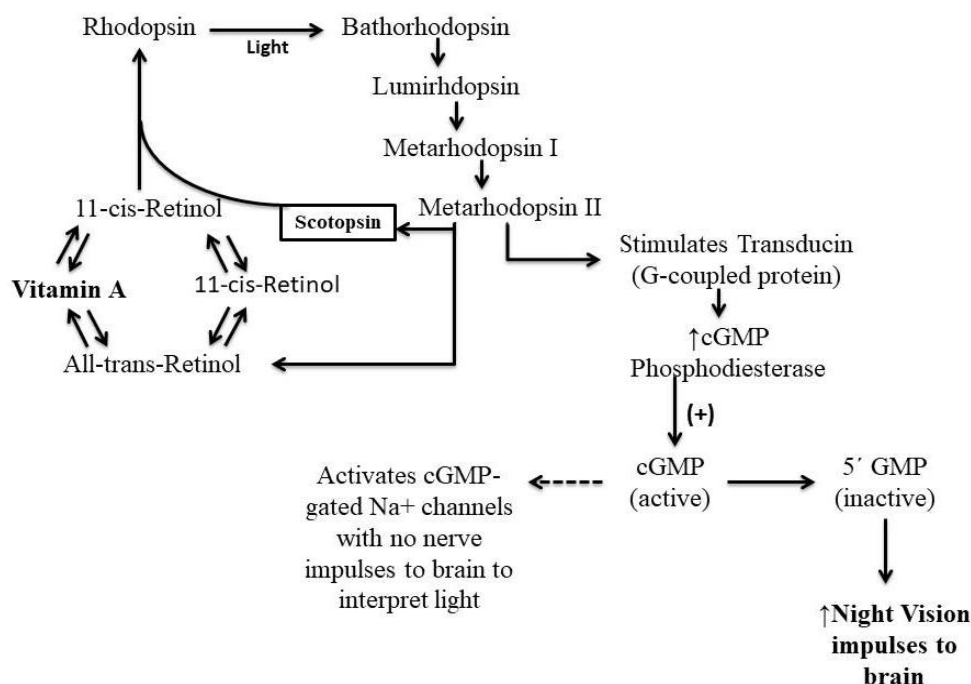 Rhodopsin
Light
Bathorhodopsin
Lumirhdopsin
Metarhodopsin I
Metarhodopsin II
11-cis-Retinol
Scotopsin
Vitamin A
11-cis-Retinol
All-trans-Retinol
Stimulates Transducin
(G-coupled protein)
↑cGMP
Phosphodiesterase
(+)
Activates cGMP-
gated Na+ channels
with no nerve
impulses to brain to
interpret light
cGMP
(active)
5´ GMP
(inactive)
↑Night Vision
impulses to
brain